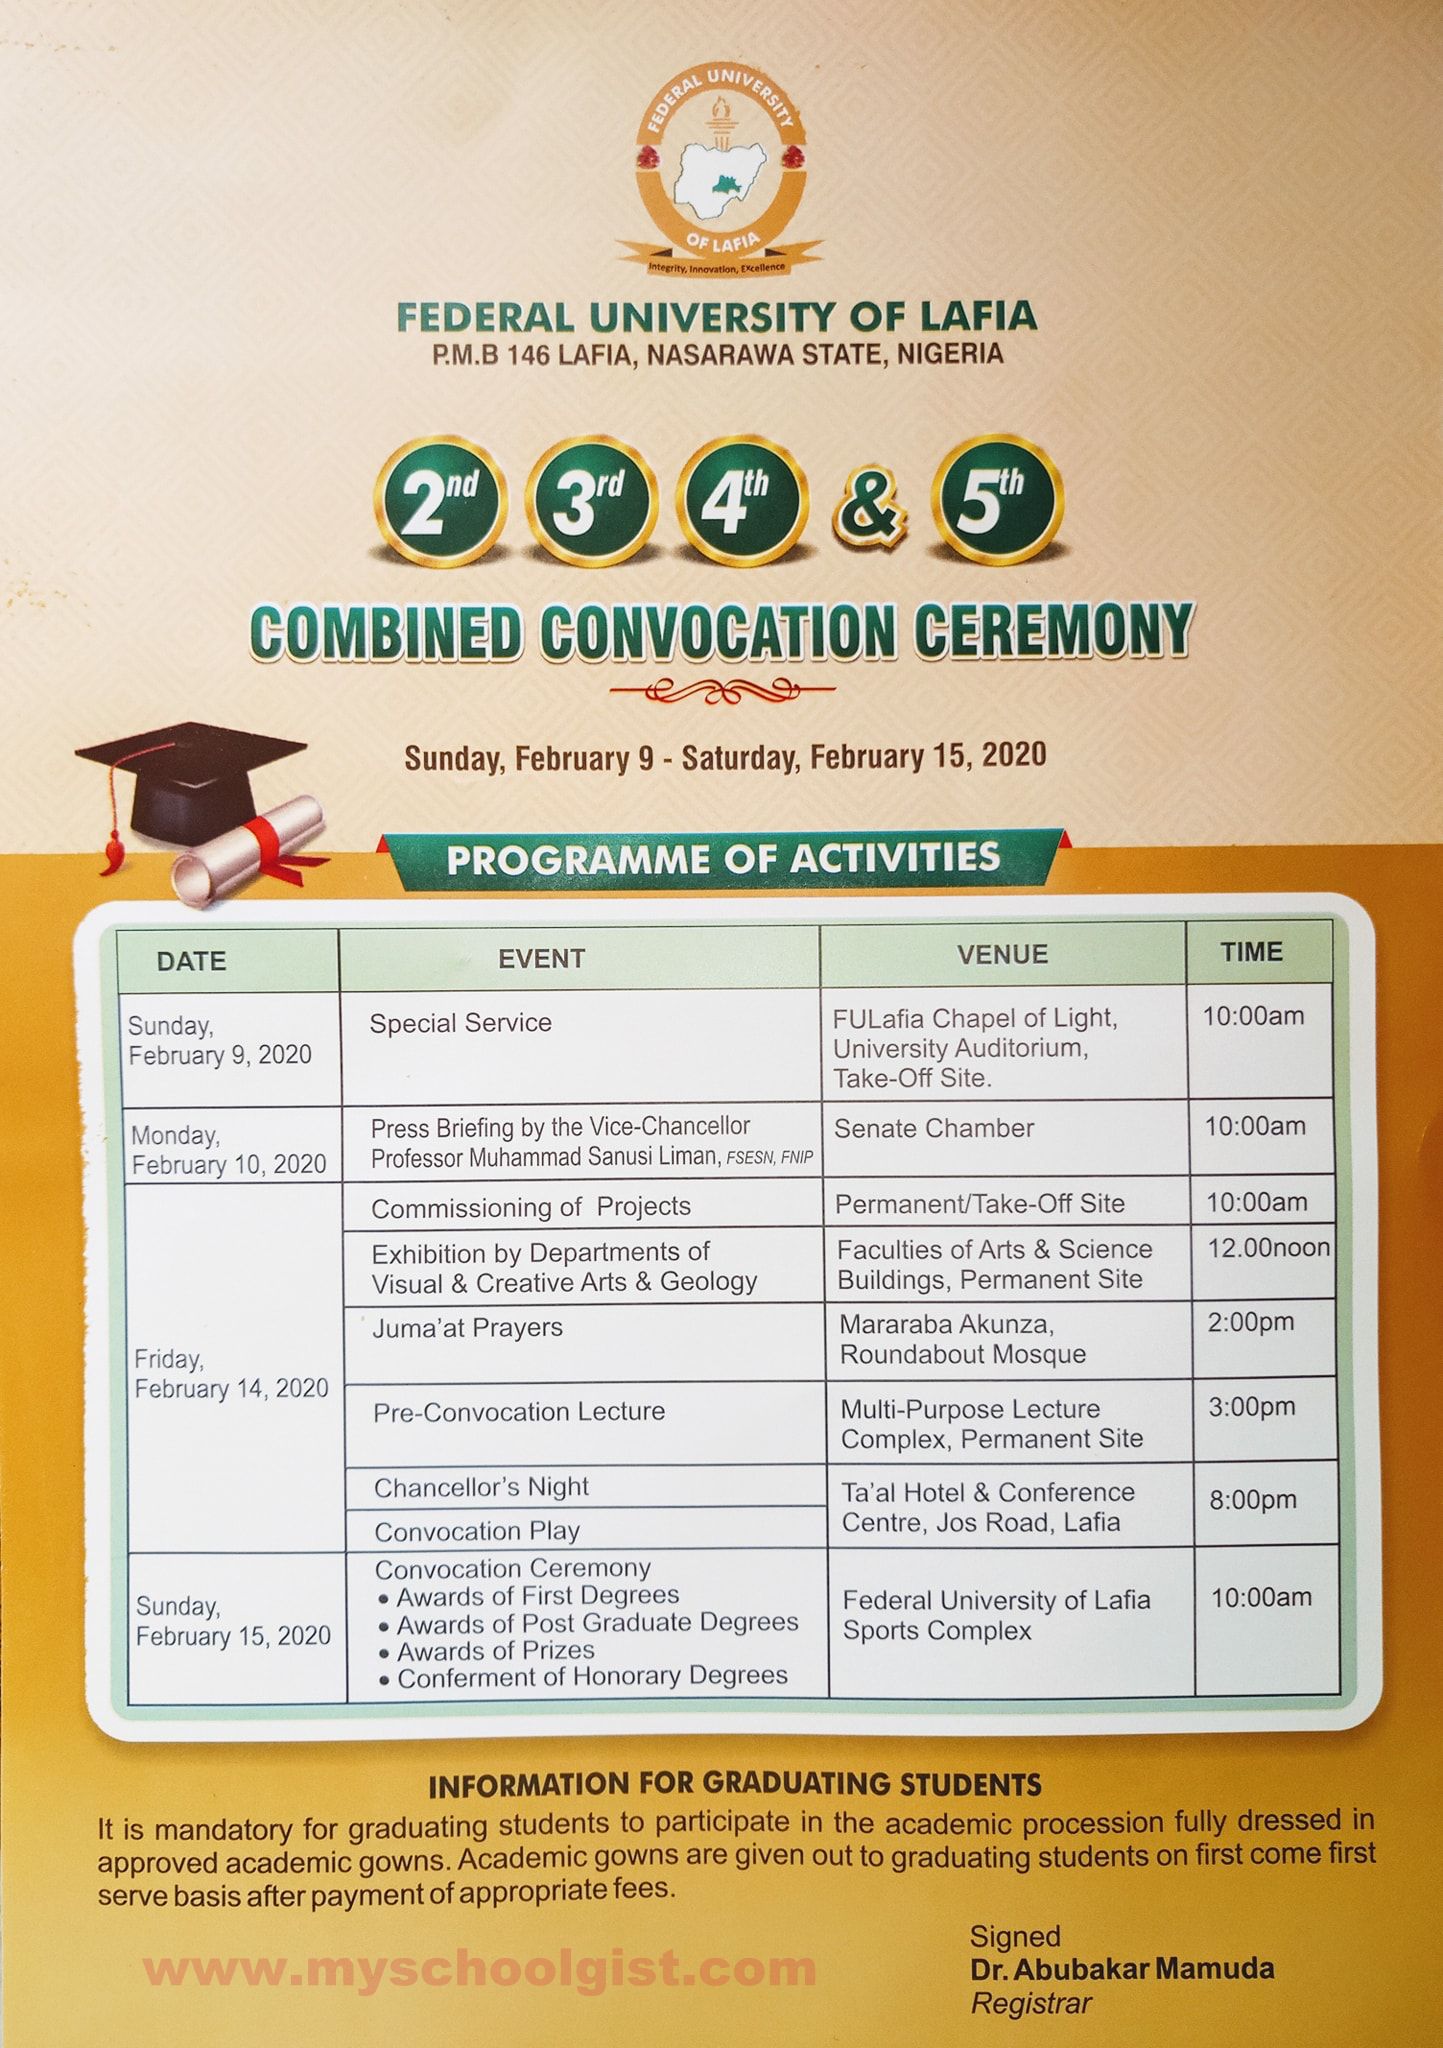 FEDERAL UNIVERSITY
OF LAFIA
Integrity, Innovation, Excellence
FEDERAL UNIVERSITY OF LAFIA
P.M.B 146 LAFIA, NASARAWA STATE, NIGERIA
2nd 3rd 4th & 5th
COMBINED CONVOCATION CEREMONY
Sunday, February 9 - Saturday, February 15, 2020
PROGRAMME OF ACTIVITIES
DATE EVENT VENUE TIME
Sunday,
February 9, 2020
Special Service
FULafia Chapel of Light,
University Auditorium,
Take-Off Site.
10:00am
Monday,
February 10, 2020
Press Briefing by the Vice-Chancellor
Professor Muhammad Sanusi Liman, FSESN, FNIP
Senate Chamber
10:00am
Friday,
February 14, 2020
Commissioning of Projects
Permanent/Take-Off Site
10:00am
Exhibition by Departments of
Visual & Creative Arts & Geology
Faculties of Arts & Science
Buildings, Permanent Site
12.00noon
Juma'at Prayers
Mararaba Akunza,
Roundabout Mosque
2:00pm
Pre-Convocation Lecture
Multi-Purpose Lecture
Complex, Permanent Site
3:00pm
Chancellor's Night
Convocation Play
Ta'al Hotel & Conference
Centre, Jos Road, Lafia
8:00pm
Sunday,
February 15, 2020
Convocation Ceremony
• Awards of First Degrees
• Awards of Post Graduate Degrees
• Awards of Prizes
• Conferment of Honorary Degrees
Federal University of Lafia
Sports Complex
10:00am
INFORMATION FOR GRADUATING STUDENTS
It is mandatory for graduating students to participate in the academic procession fully dressed in
approved academic gowns. Academic gowns are given out to graduating students on first come first
serve basis after payment of appropriate fees.
Signed
Dr. Abubakar Mamuda
Registrar
www.myschoolgist.com